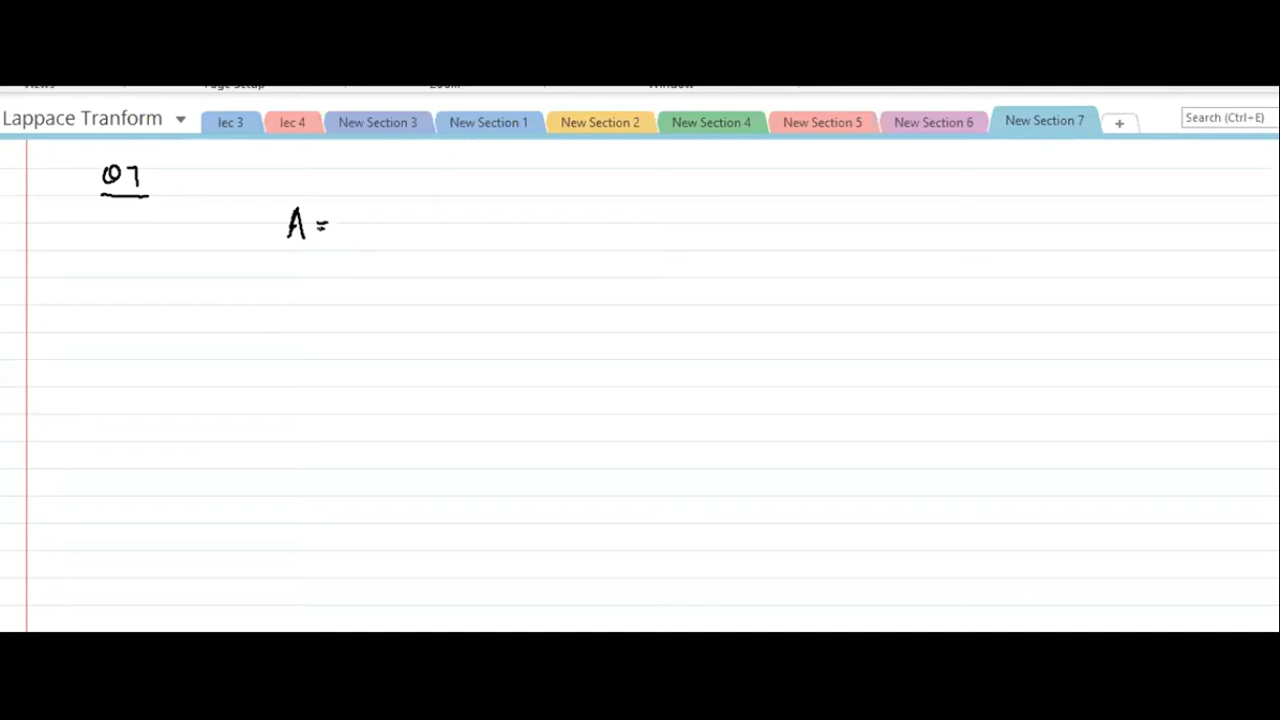 Lappace Tranform
lec 3
lec 4
New Section 3
New Section 1
New Section 2
New Section 4
New Section 5
New Section 6
New Section 7
+
Search (Ctrl+E)
Q7
A =